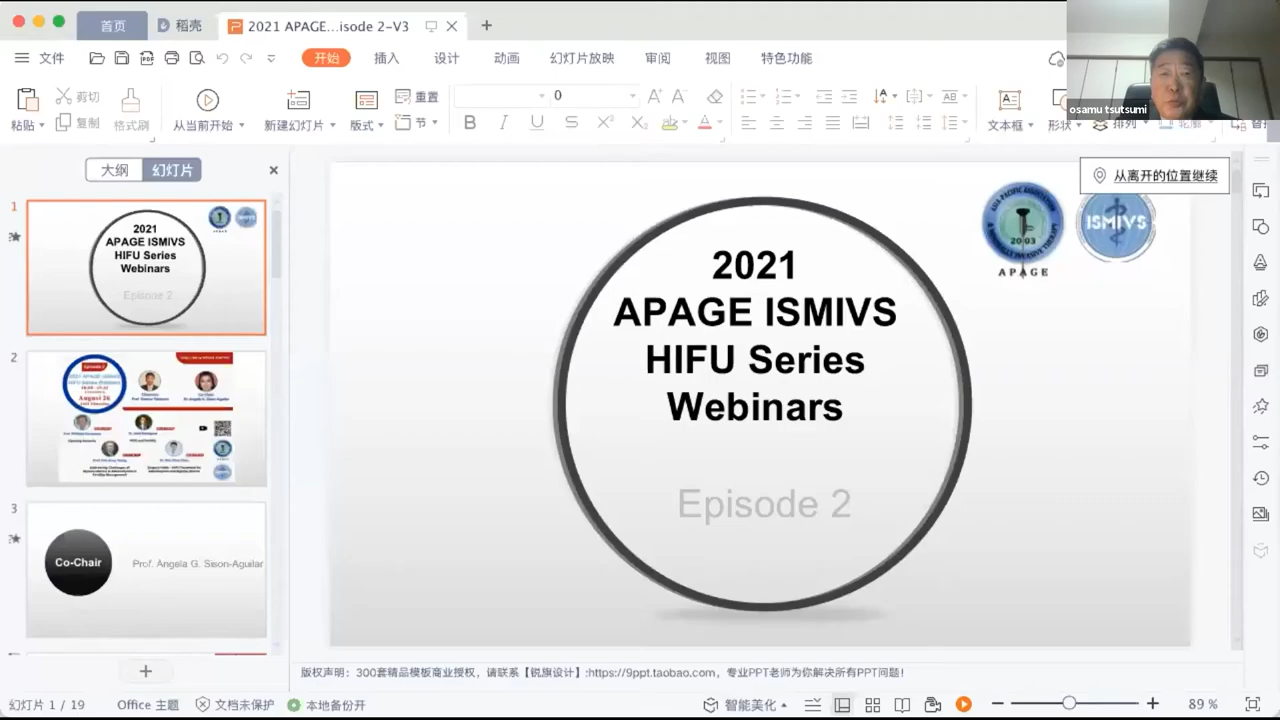 首页
稻壳
2021 APAGE...isode 2-V3
文件
开始
插入
设计
动画
幻灯片放映
审阅
视图
特色功能
粘贴
剪切
复制
格式刷
从当前开始
新建幻灯片
版式
重置
节
0
文本框
形状
排列
轮廓
osamu tsutsumi
大纲
幻灯片
从离开的位置继续
1
2021
APAGE ISMIVS
HIFU Series
Webinars
Episode 2
2
August 26
3
Co-Chair
Prof. Angela G. Sison-Aguilar
2021
APAGE ISMIVS
HIFU Series
Webinars
Episode 2
2003
APAGE
ISMIVS
版权声明：300套精品模板商业授权，请联系【锐旗设计】:https://9ppt.taobao.com，专业PPT老师为你解决所有PPT问题！
幻灯片 1 / 19
Office 主题
文档未保护
本地备份开
智能美化
89 %